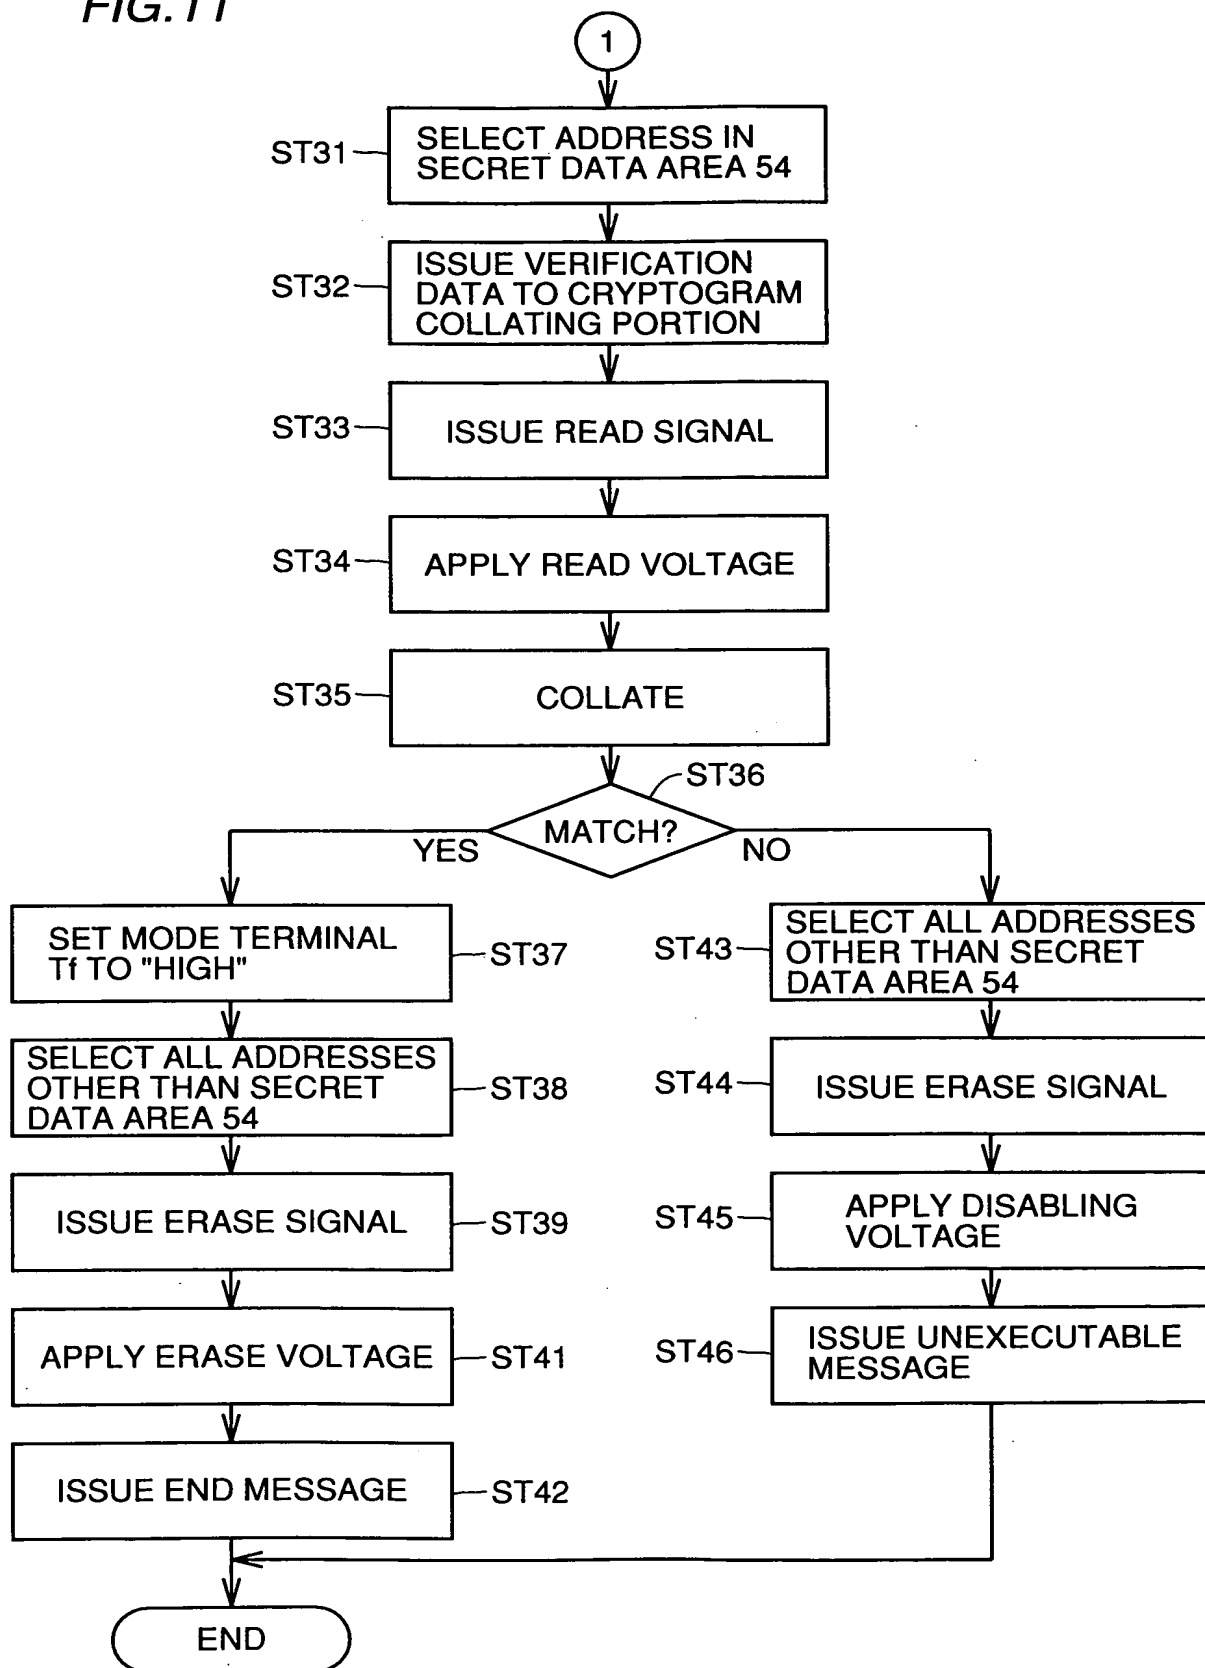 FIG. 11
1
ST31
SELECT ADDRESS IN
SECRET DATA AREA 54
ST32
ISSUE VERIFICATION
DATA TO CRYPTOGRAM
COLLATING PORTION
ST33
ISSUE READ SIGNAL
ST34
APPLY READ VOLTAGE
ST35
COLLATE
ST36
MATCH?
YES
NO
SET MODE TERMINAL
Tf TO "HIGH"
ST37
SELECT ALL ADDRESSES
OTHER THAN SECRET
DATA AREA 54
ST38
ISSUE ERASE SIGNAL
ST39
APPLY ERASE VOLTAGE
ST41
ISSUE END MESSAGE
ST42
ST43
SELECT ALL ADDRESSES
OTHER THAN SECRET
DATA AREA 54
ST44
ISSUE ERASE SIGNAL
ST45
APPLY DISABLING
VOLTAGE
ST46
ISSUE UNEXECUTABLE
MESSAGE
END